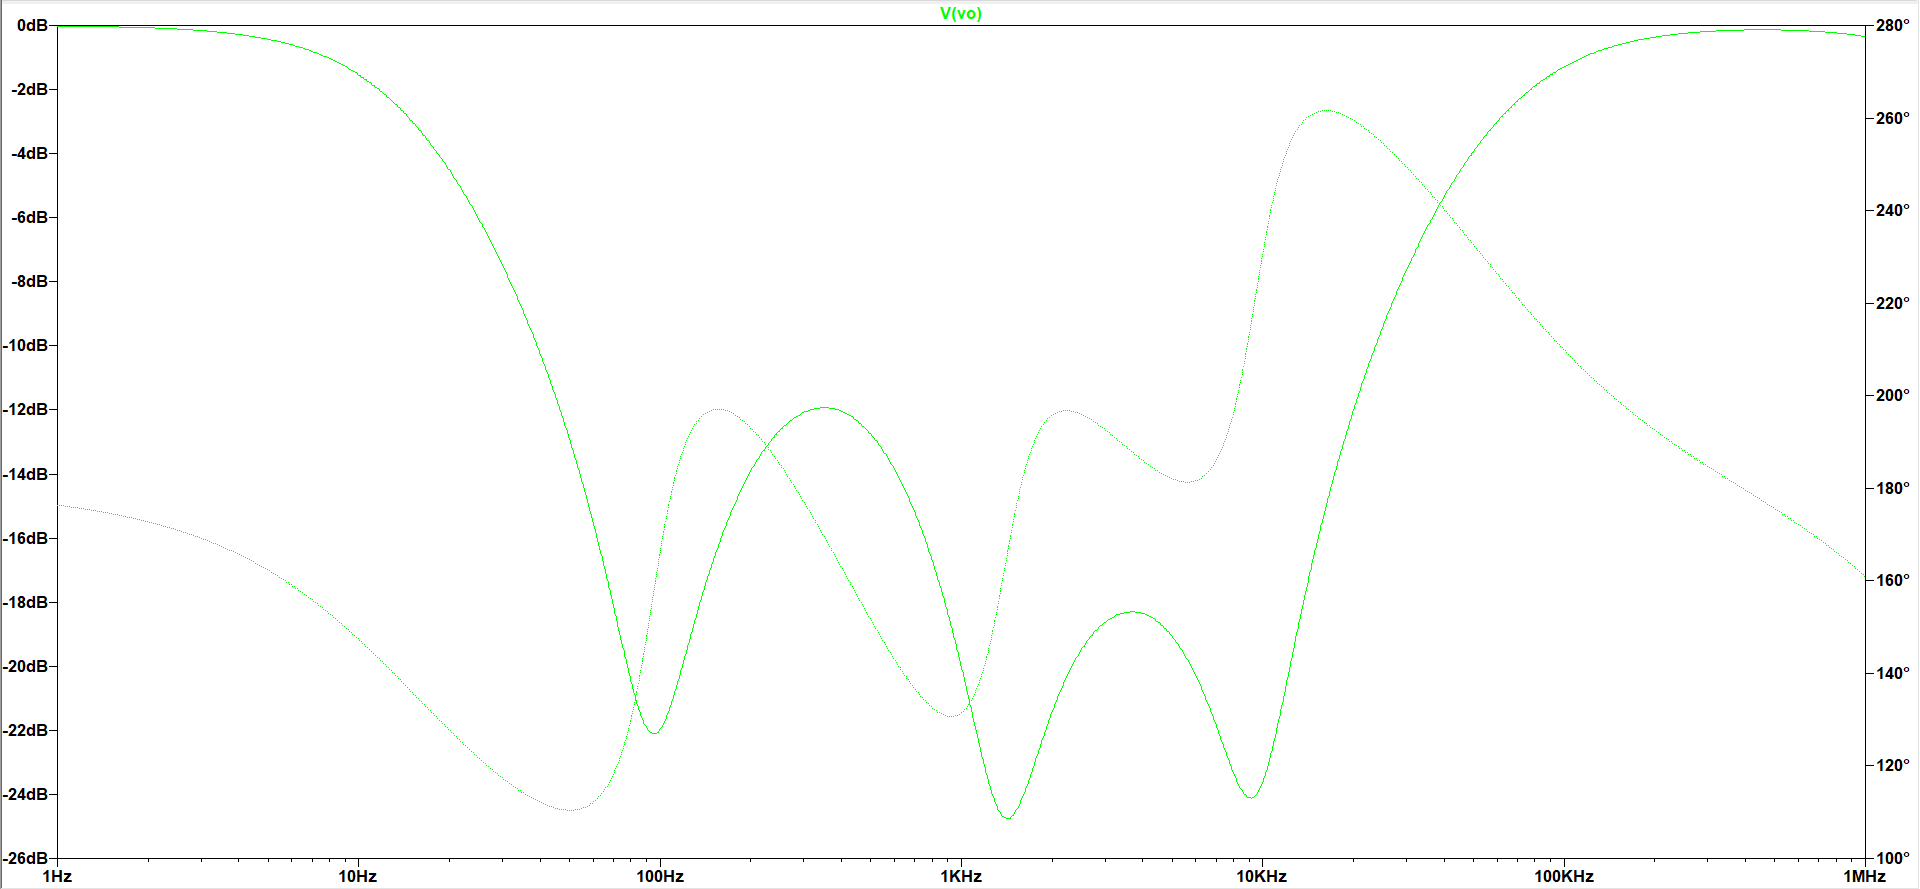 V(vo)
0dB
-2dB
-4dB
-6dB
-8dB
-10dB
-12dB
-14dB
-16dB
-18dB
-20dB
-22dB
-24dB
-26dB
280°
260°
240°
220°
200°
180°
160°
140°
120°
100°
1Hz 10Hz 100Hz 1KHz 10KHz 100KHz 1MHz